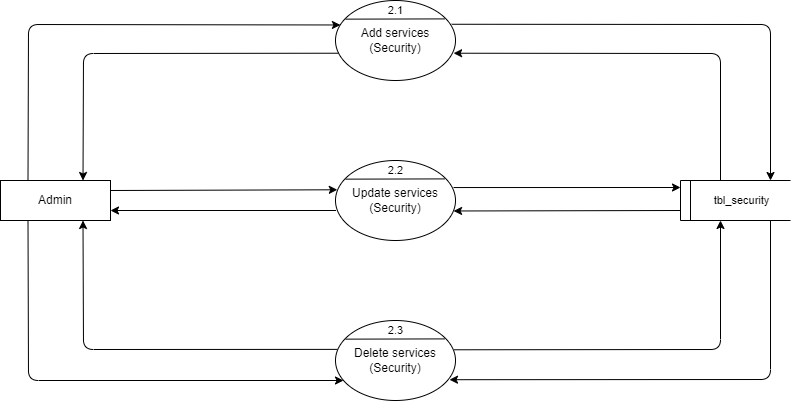 2.1
Add services
(Security)
2.2
Update services
(Security)
Admin
tbl_security
2.3
Delete services
(Security)